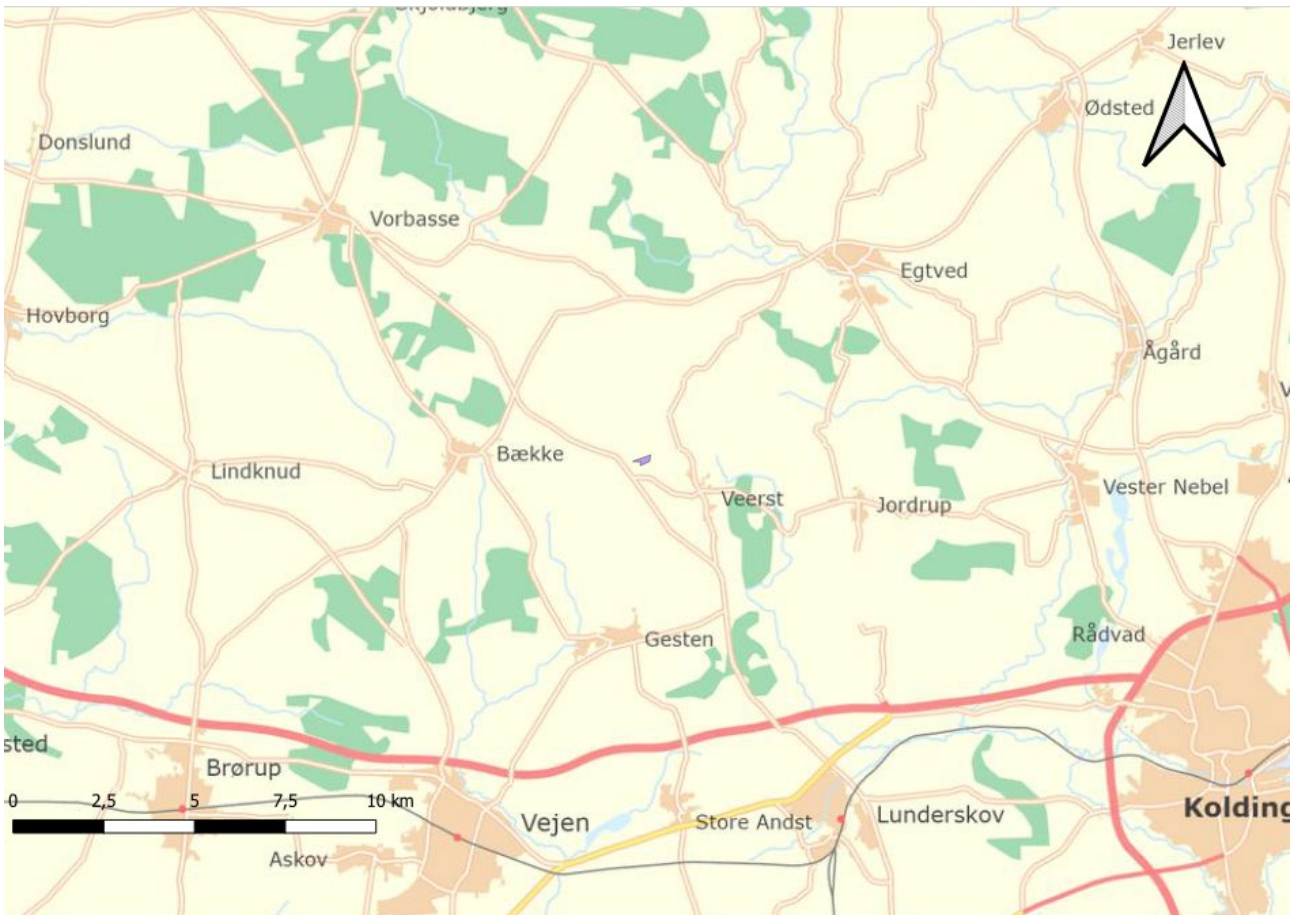 Jerlev
Ødsted
Donslund
Vorbasse
Egtved
Hovborg
Ågård
Bække
Lindknud
Vester Nebel
Veerst
Jordrup
Gesten
Rådvad
sted
Brørup
0 2,5 5 7,5 10 km
Vejen
Store Andst
Lunderskov
Kolding
Askov